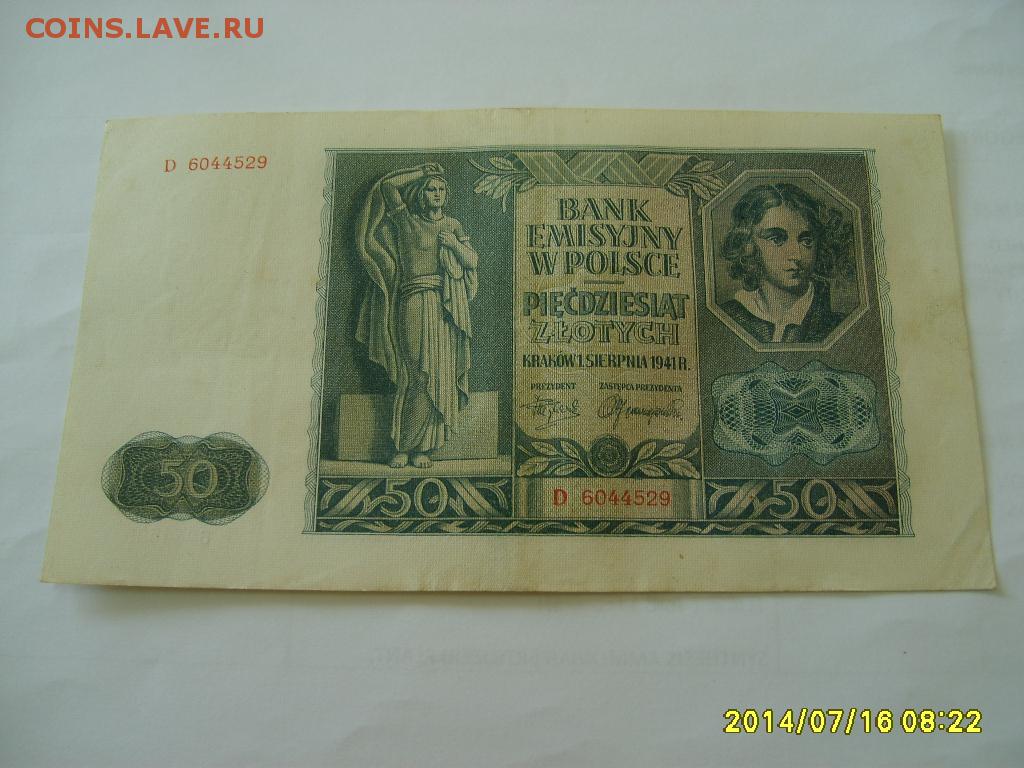 COINS.LAVE.RU
D 6044529
BANK
EMISYJNY
W POLSCE
PIĘĆDZIESIĄT
ZŁOTYCH
KRAKÓW 1. SIERPNIA 1941 R.
PREZYDENT ZASTĘPCA PREZYDENTA
50
50
D 6044529
50
2014/07/16 08:22